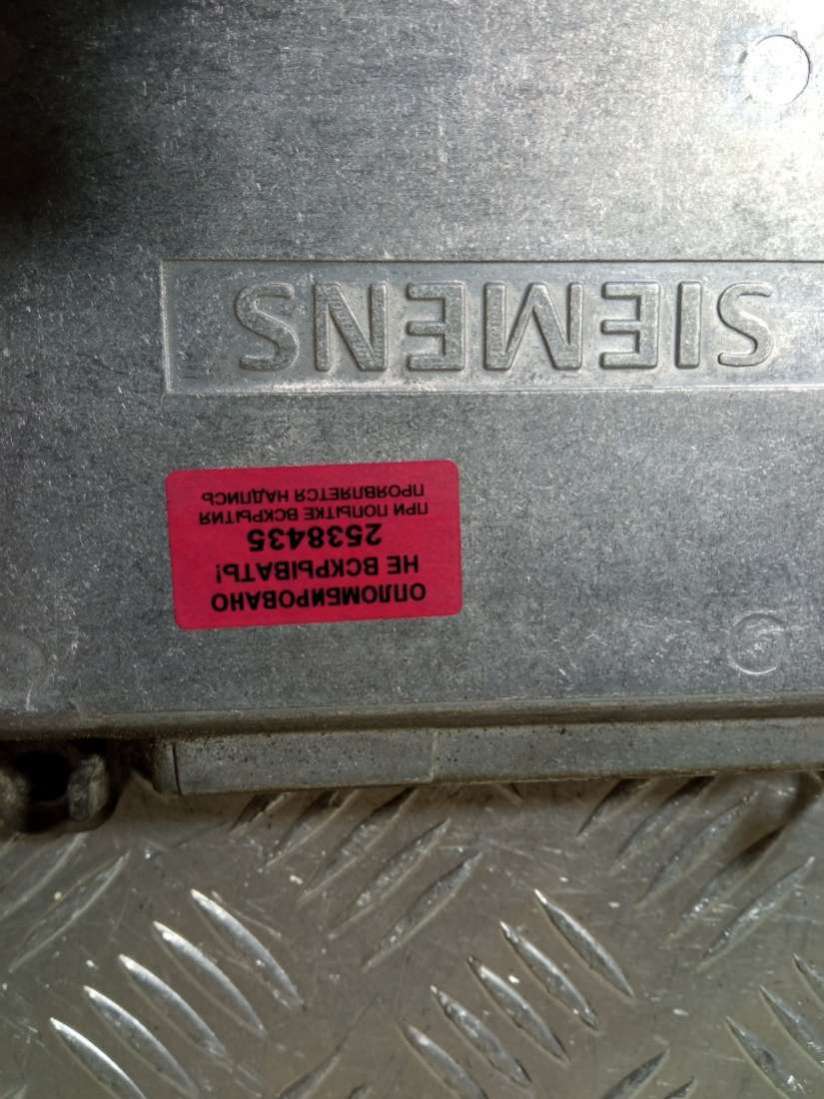 ОПЛОМБИРОВАНО
НЕ ВСКРЫВАТЬ!
2538435
ПРИ ПОПЫТКЕ ВСКРЫТИЯ
ПРОЯВЛЯЕТСЯ НАДПИСЬ
SIEMENS